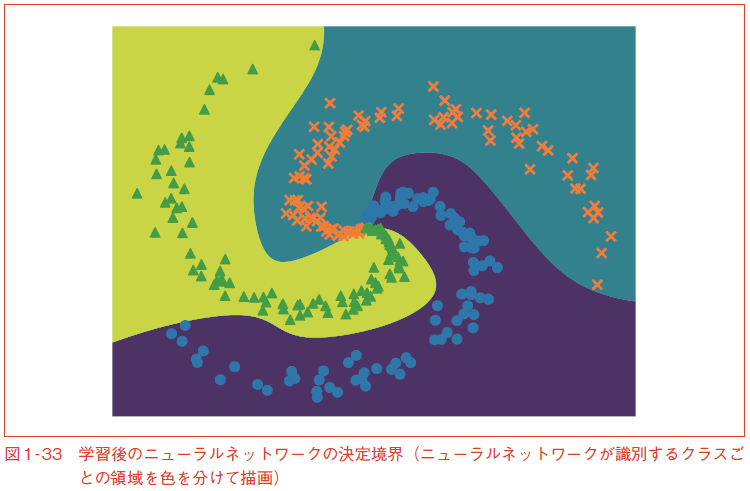 図1-33 学習後のニューラルネットワークの決定境界（ニューラルネットワークが識別するクラスご
との領域を色を分けて描画）